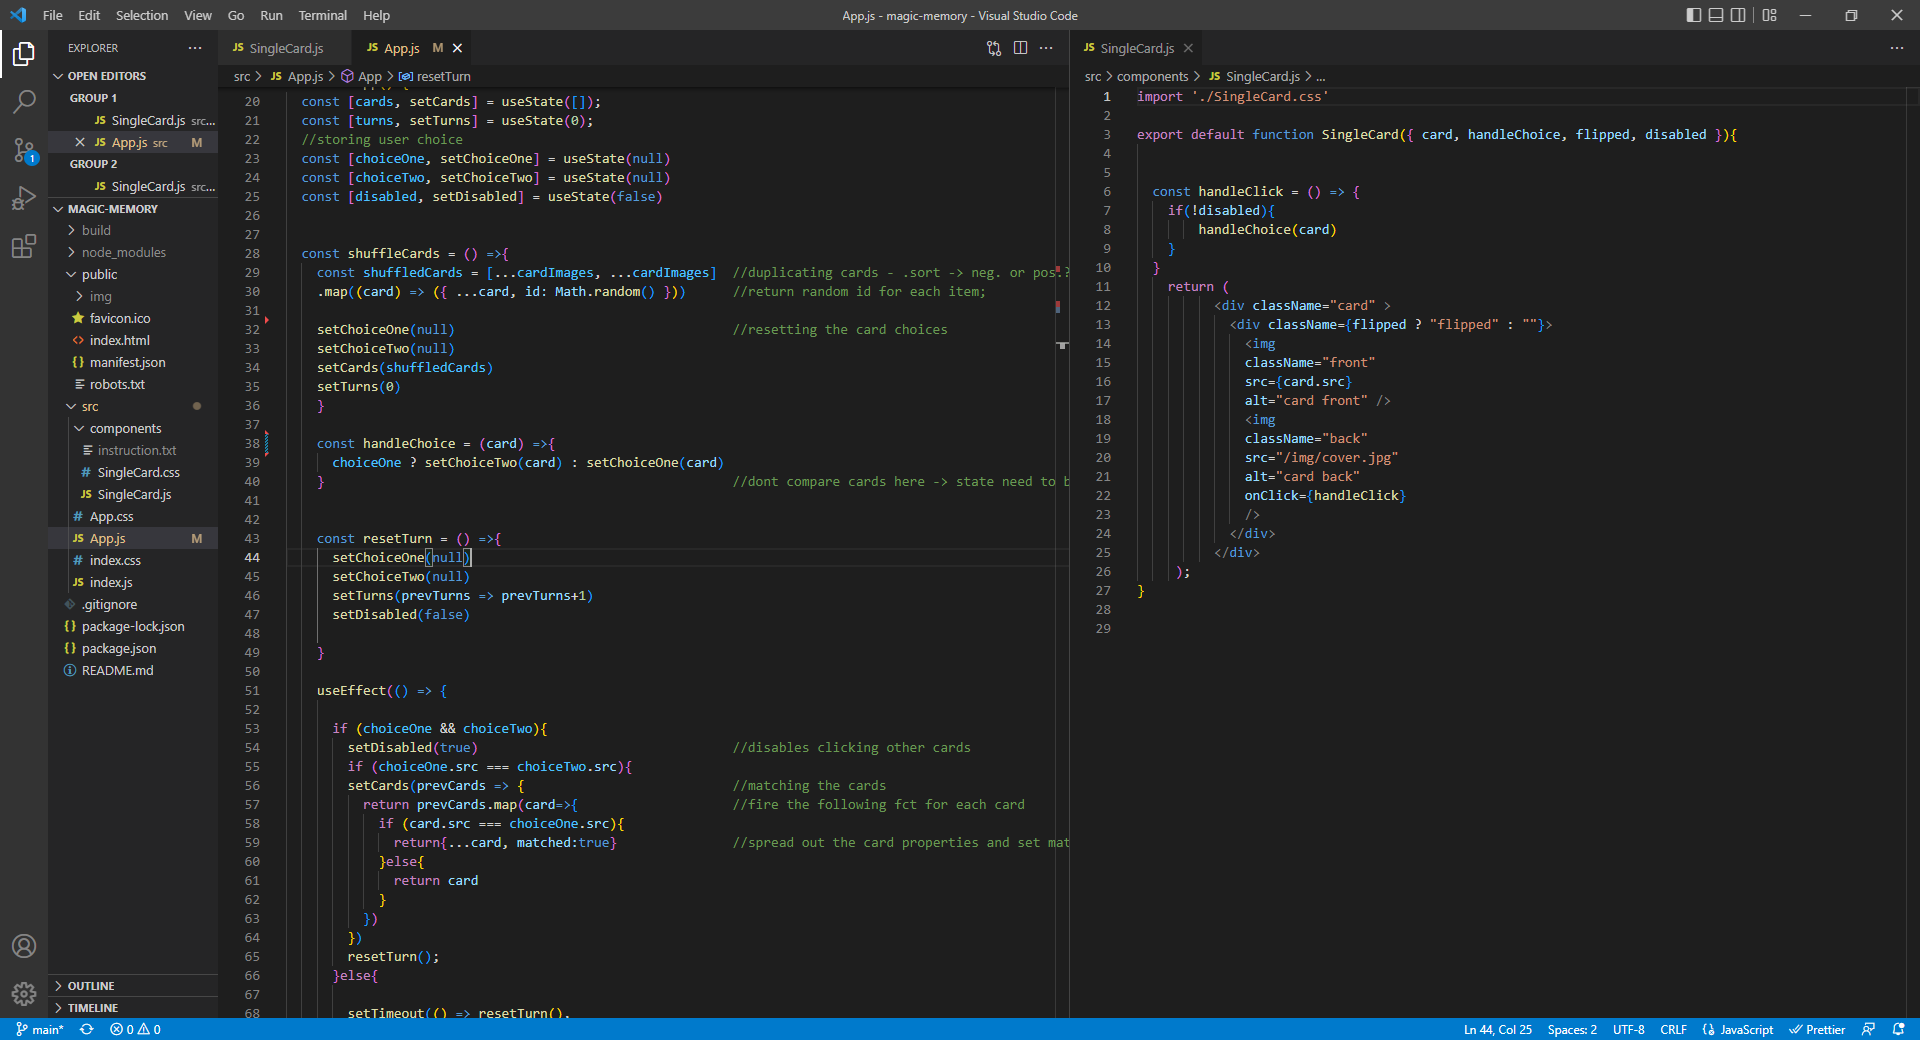 File Edit Selection View Go Run Terminal Help
App.js - magic-memory - Visual Studio Code
EXPLORER
OPEN EDITORS
GROUP 1
JS SingleCard.js src...
JS App.js src M
GROUP 2
JS SingleCard.js src...
MAGIC-MEMORY
build
node_modules
public
img
favicon.ico
index.html
manifest.json
robots.txt
src
components
instruction.txt
SingleCard.css
JS SingleCard.js
App.css
JS App.js M
index.css
JS index.js
.gitignore
package-lock.json
package.json
README.md
OUTLINE
TIMELINE
JS SingleCard.js
JS App.js M
src > JS App.js > App > resetTurn
20 const [cards, setCards] = useState([]);
21 const [turns, setTurns] = useState(0);
22 //storing user choice
23 const [choiceOne, setChoiceOne] = useState(null)
24 const [choiceTwo, setChoiceTwo] = useState(null)
25 const [disabled, setDisabled] = useState(false)
26
27
28 const shuffleCards = () =>{
29 const shuffledCards = [...cardImages, ...cardImages] //duplicating cards - .sort -> neg. or pos.?
30 .map((card) => ({ ...card, id: Math.random() })) //return random id for each item;
31
32 setChoiceOne(null) //resetting the card choices
33 setChoiceTwo(null)
34 setCards(shuffledCards)
35 setTurns(0)
36 }
37
38 const handleChoice = (card) =>{
39 choiceOne ? setChoiceTwo(card) : setChoiceOne(card)
40 } //dont compare cards here -> state need to b
41
42
43 const resetTurn = () =>{
44 setChoiceOne(null)
45 setChoiceTwo(null)
46 setTurns(prevTurns => prevTurns+1)
47 setDisabled(false)
48
49 }
50
51 useEffect(() => {
52
53 if (choiceOne && choiceTwo){
54 setDisabled(true) //disables clicking other cards
55 if (choiceOne.src === choiceTwo.src){
56 setCards(prevCards => { //matching the cards
57 return prevCards.map(card=>{ //fire the following fct for each card
58 if (card.src === choiceOne.src){
59 return{...card, matched:true} //spread out the card properties and set mat
60 }else{
61 return card
62 }
63 })
64 })
65 resetTurn();
66 }else{
67
68 setTimeout(() => resetTurn(),
JS SingleCard.js
src > components > JS SingleCard.js > ...
1 import './SingleCard.css'
2
3 export default function SingleCard({ card, handleChoice, flipped, disabled }){
4
5
6 const handleClick = () => {
7 if(!disabled){
8 handleChoice(card)
9 }
10 }
11 return (
12 <div className="card" >
13 <div className={flipped ? "flipped" : ""}>
14 <img
15 className="front"
16 src={card.src}
17 alt="card front" />
18 <img
19 className="back"
20 src="/img/cover.jpg"
21 alt="card back"
22 onClick={handleClick}
23 />
24 </div>
25 </div>
26 );
27 }
28
29
main* 0 0
Ln 44, Col 25 Spaces: 2 UTF-8 CRLF JavaScript Prettier